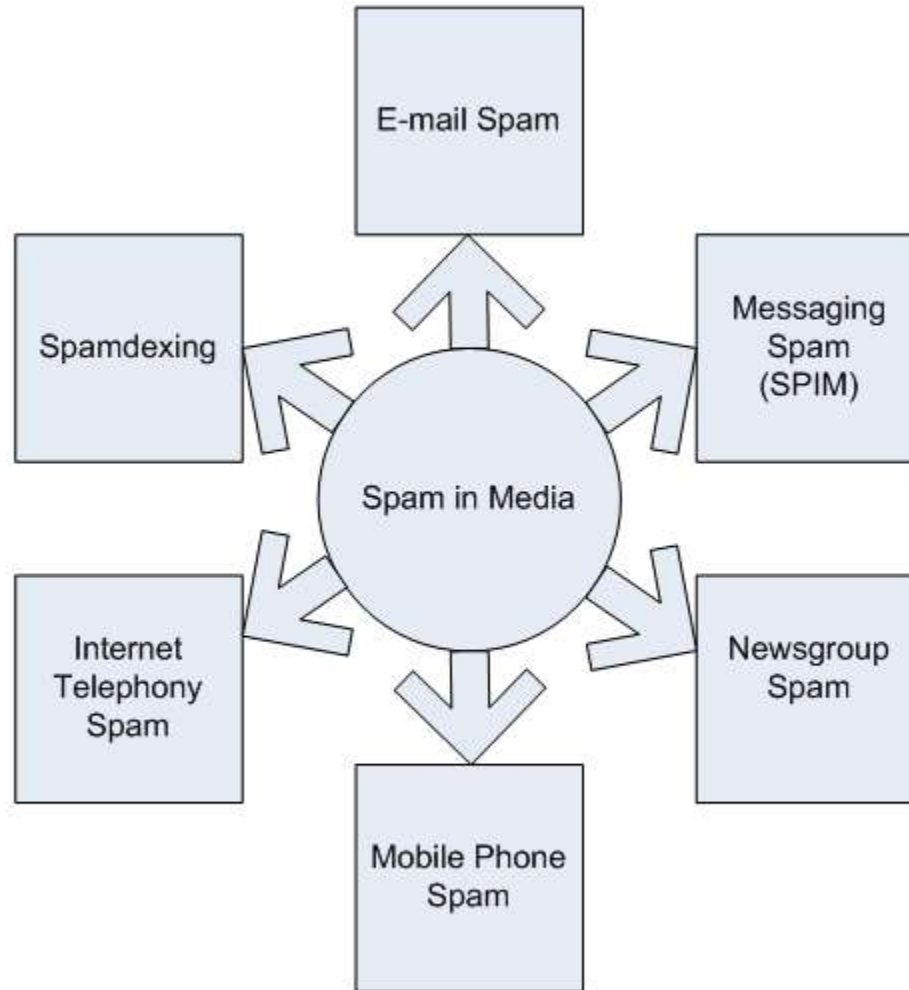 E-mail Spam
Spamdexing
Messaging
Spam
(SPIM)
Spam in Media
Internet
Telephony
Spam
Newsgroup
Spam
Mobile Phone
Spam